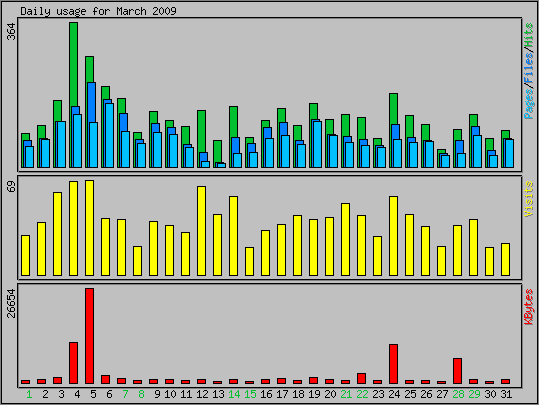 Daily usage for March 2009
364
Pages/Files/Hits
69
Visits
26654
KBytes
1 2 3 4 5 6 7 8 9 10 11 12 13 14 15 16 17 18 19 20 21 22 23 24 25 26 27 28 29 30 31